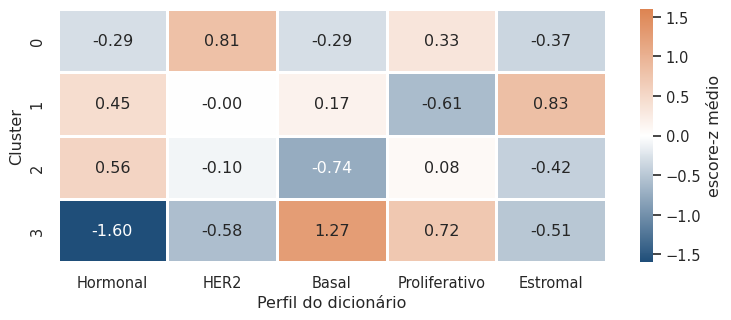 0 -0.29 0.81 -0.29 0.33 -0.37
1 0.45 -0.00 0.17 -0.61 0.83
2 0.56 -0.10 -0.74 0.08 -0.42
3 -1.60 -0.58 1.27 0.72 -0.51
Cluster
Hormonal HER2 Basal Proliferativo Estromal
Perfil do dicionário
1.5
1.0
0.5
0.0
−0.5
−1.0
−1.5
escore-z médio